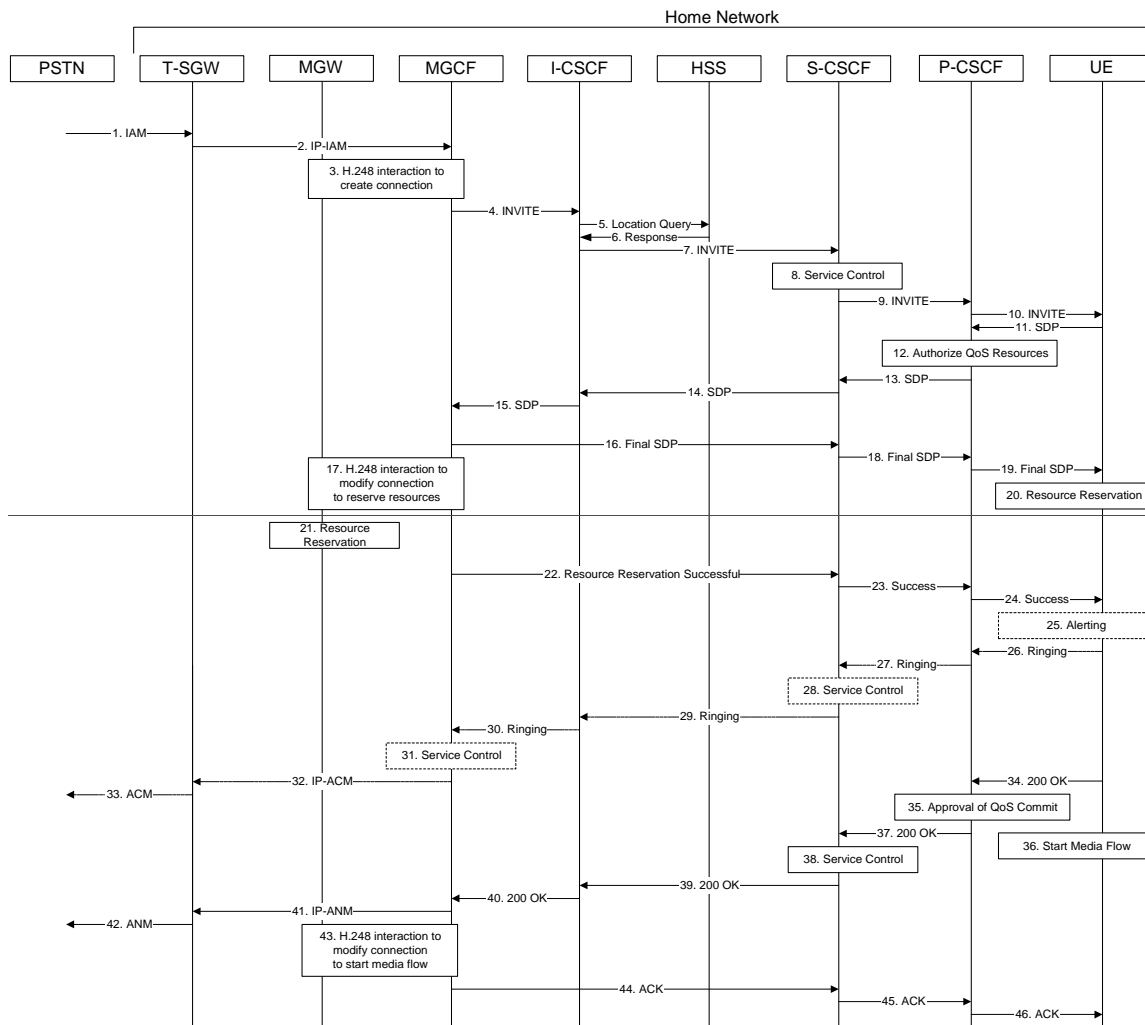 Home Network
PSTN
T-SGW
MGW
MGCF
I-CSCF
HSS
S-CSCF
P-CSCF
UE
1. IAM
2. IP-IAM
3. H.248 interaction to
create connection
4. INVITE
5. Location Query
6. Response
7. INVITE
8. Service Control
9. INVITE
10. INVITE
11. SDP
12. Authorize QoS Resources
13. SDP
14. SDP
15. SDP
16. Final SDP
17. H.248 interaction to
modify connection
to reserve resources
18. Final SDP
19. Final SDP
20. Resource Reservation
21. Resource
Reservation
22. Resource Reservation Successful
23. Success
24. Success
25. Alerting
26. Ringing
27. Ringing
28. Service Control
29. Ringing
30. Ringing
31. Service Control
32. IP-ACM
33. ACM
34. 200 OK
35. Approval of QoS Commit
37. 200 OK
36. Start Media Flow
38. Service Control
39. 200 OK
40. 200 OK
41. IP-ANM
42. ANM
43. H.248 interaction to
modify connection
to start media flow
44. ACK
45. ACK
46. ACK